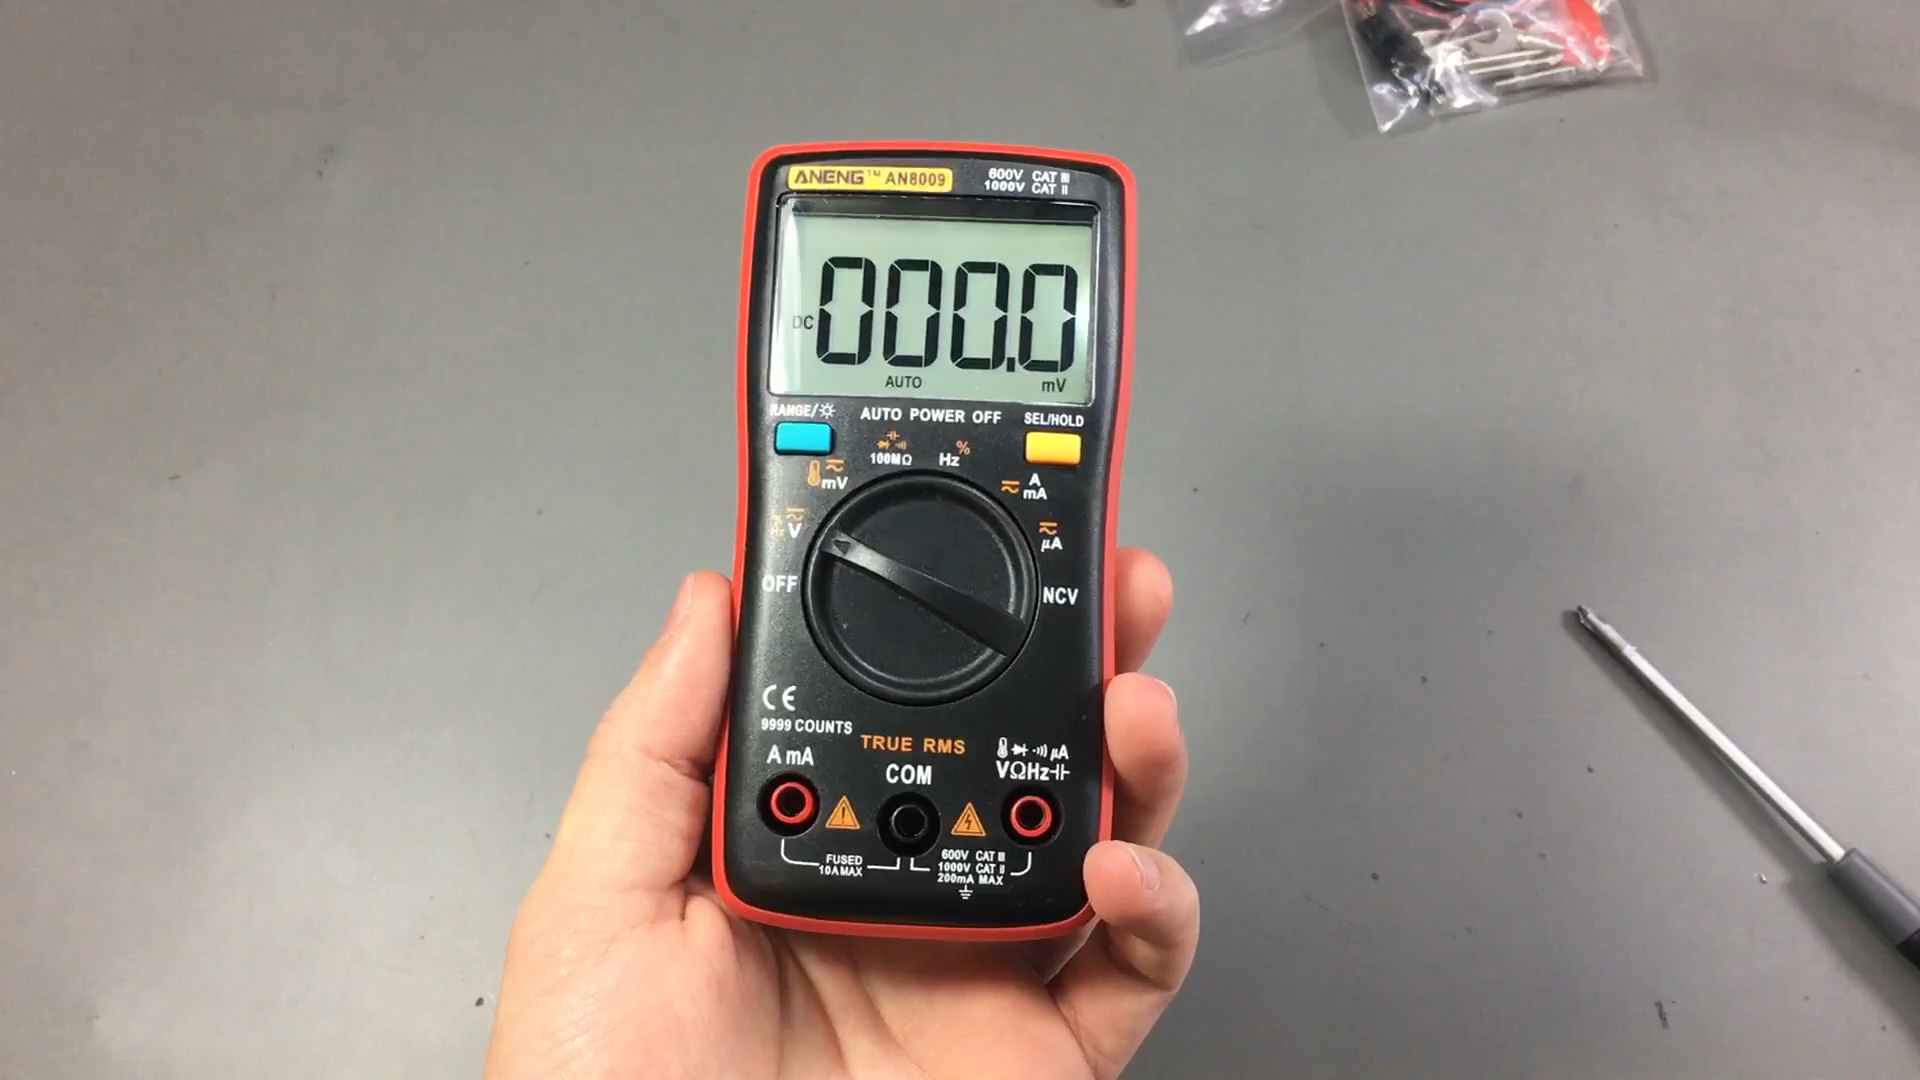 ANENG™ AN8009
600V CAT III
1000V CAT II
DC 000.0
AUTO mV
RANGE/
AUTO POWER OFF
SEL/HOLD
100MΩ
Hz %
mV
A
mA
Hz V
μA
OFF
NCV
CE
9999 COUNTS
TRUE RMS
A mA
COM
μA
VΩHz
FUSED
10A MAX
600V CAT III
1000V CAT II
200mA MAX